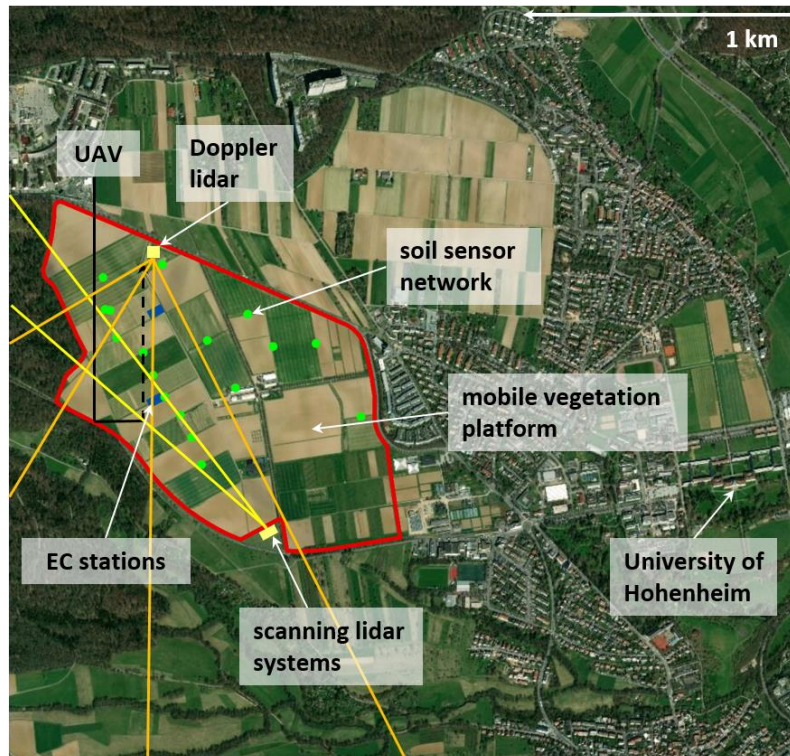 1 km
UAV
Doppler
lidar
soil sensor
network
mobile vegetation
platform
EC stations
University of
Hohenheim
scanning lidar
systems